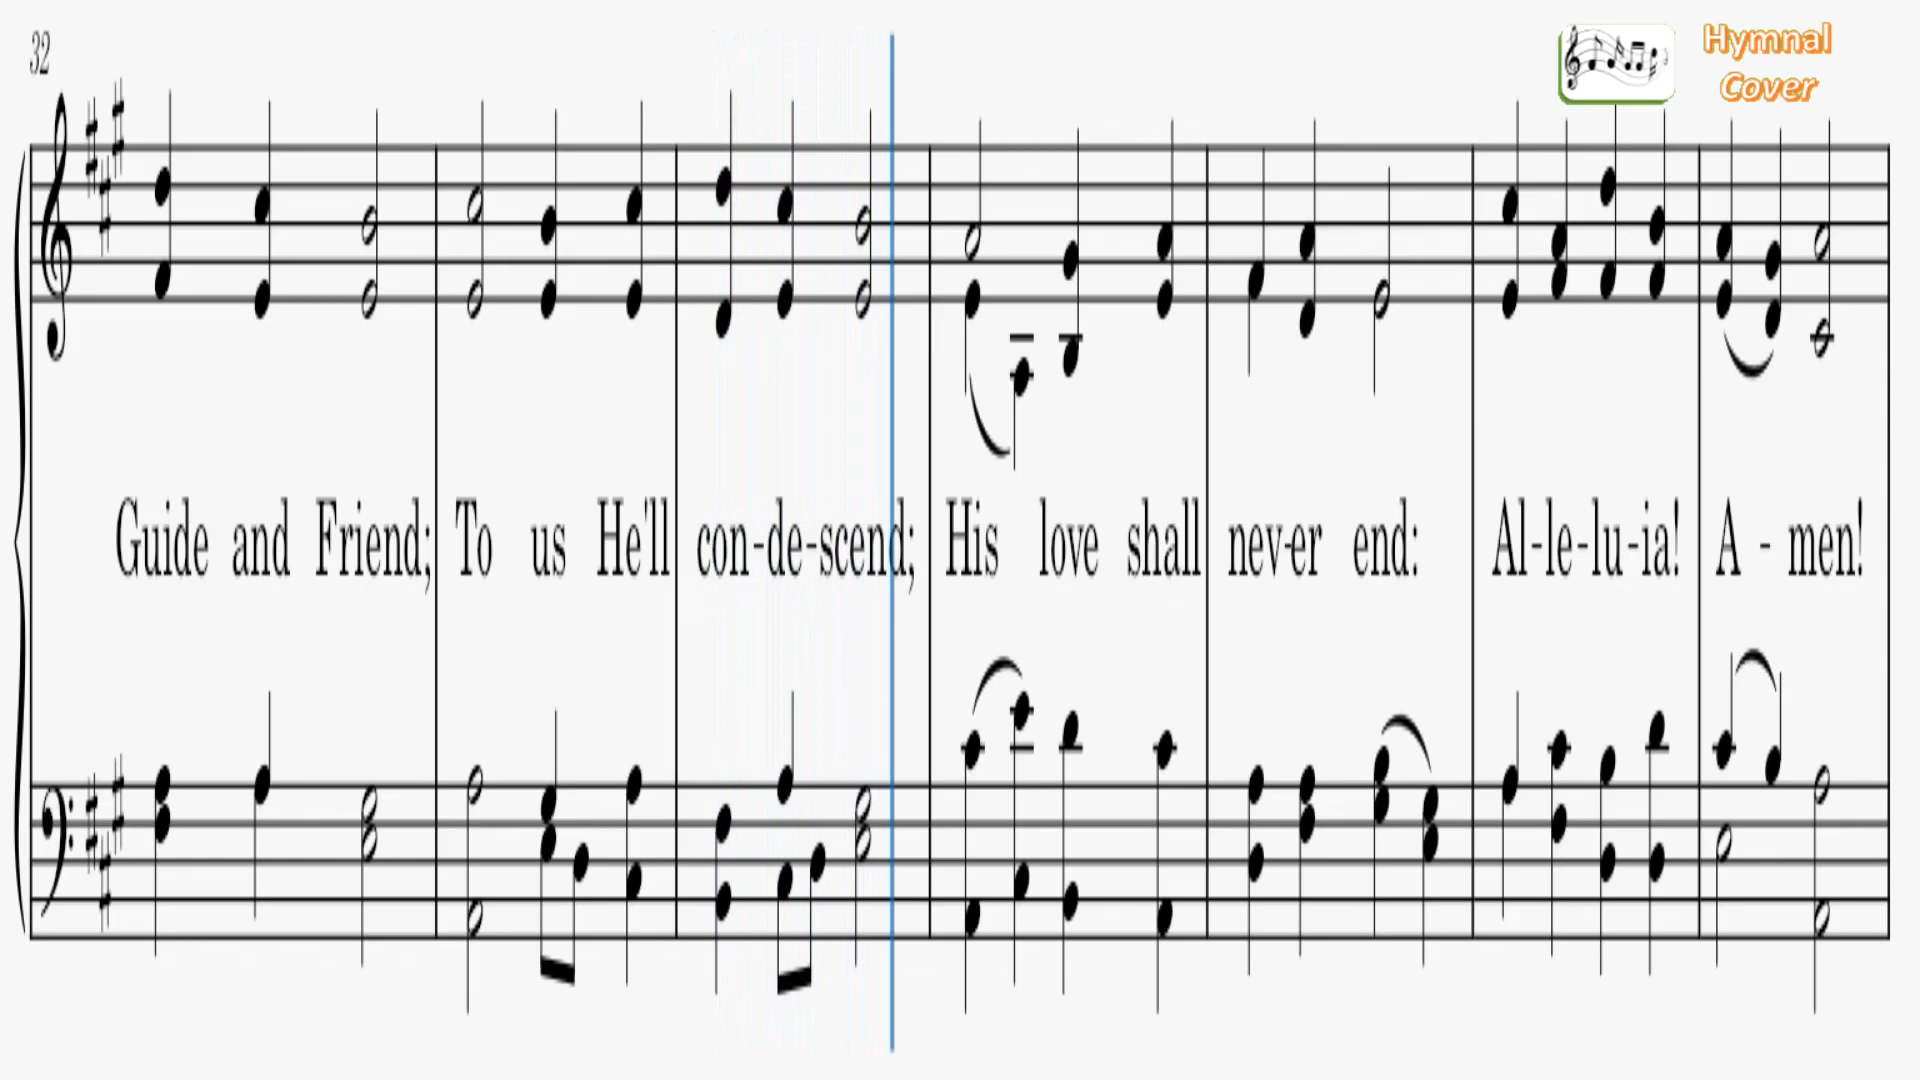 32
Hymnal
Cover
Guide and Friend; To us He'll con-de-scend; His love shall nev-er end: Al-le-lu-ia! A - men!